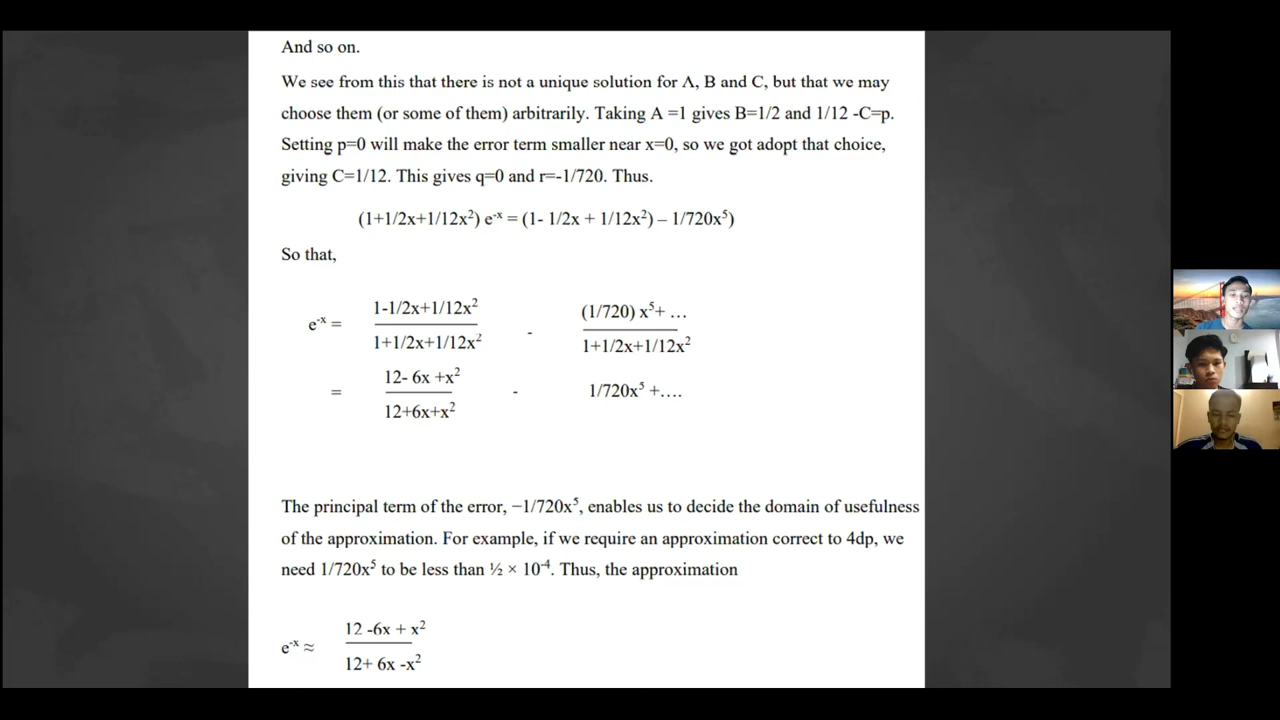 And so on.
We see from this that there is not a unique solution for A, B and C, but that we may
choose them (or some of them) arbitrarily. Taking A =1 gives B=1/2 and 1/12 -C=p.
Setting p=0 will make the error term smaller near x=0, so we got adopt that choice,
giving C=1/12. This gives q=0 and r=-1/720. Thus.
(1+1/2x+1/12x²) e⁻ˣ = (1- 1/2x + 1/12x²) – 1/720x⁵)
So that,
e⁻ˣ = 1-1/2x+1/12x² / 1+1/2x+1/12x² - (1/720) x⁵+ … / 1+1/2x+1/12x²
= 12- 6x +x² / 12+6x+x² - 1/720x⁵ +….
The principal term of the error, −1/720x⁵, enables us to decide the domain of usefulness
of the approximation. For example, if we require an approximation correct to 4dp, we
need 1/720x⁵ to be less than ½ × 10⁻⁴. Thus, the approximation
e⁻ˣ ≈ 12 -6x + x² / 12+ 6x -x²